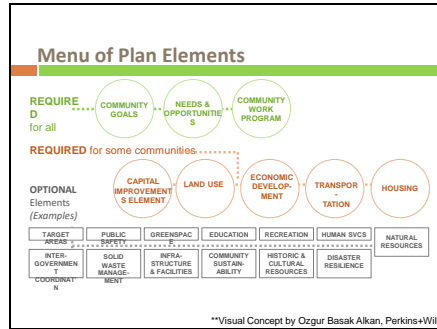 Menu of Plan Elements
REQUIRE
D
for all
COMMUNITY
GOALS
NEEDS &
OPPORTUNITIE
S
COMMUNITY
WORK
PROGRAM
REQUIRED for some communities
OPTIONAL
Elements
(Examples)
CAPITAL
IMPROVEMENT
S ELEMENT
LAND USE
ECONOMIC
DEVELOP-
MENT
TRANSPOR
-
TATION
HOUSING
TARGET
AREAS
PUBLIC
SAFETY
GREENSPAC
E
EDUCATION
RECREATION
HUMAN SVCS
NATURAL
RESOURCES
INTER-
GOVERNMEN
T
COORDINAT'
N
SOLID
WASTE
MANAGE-
MENT
INFRA-
STRUCTURE
& FACILITIES
COMMUNITY
SUSTAIN-
ABILITY
HISTORIC &
CULTURAL
RESOURCES
DISASTER
RESILIENCE
**Visual Concept by Ozgur Basak Alkan, Perkins+Wil